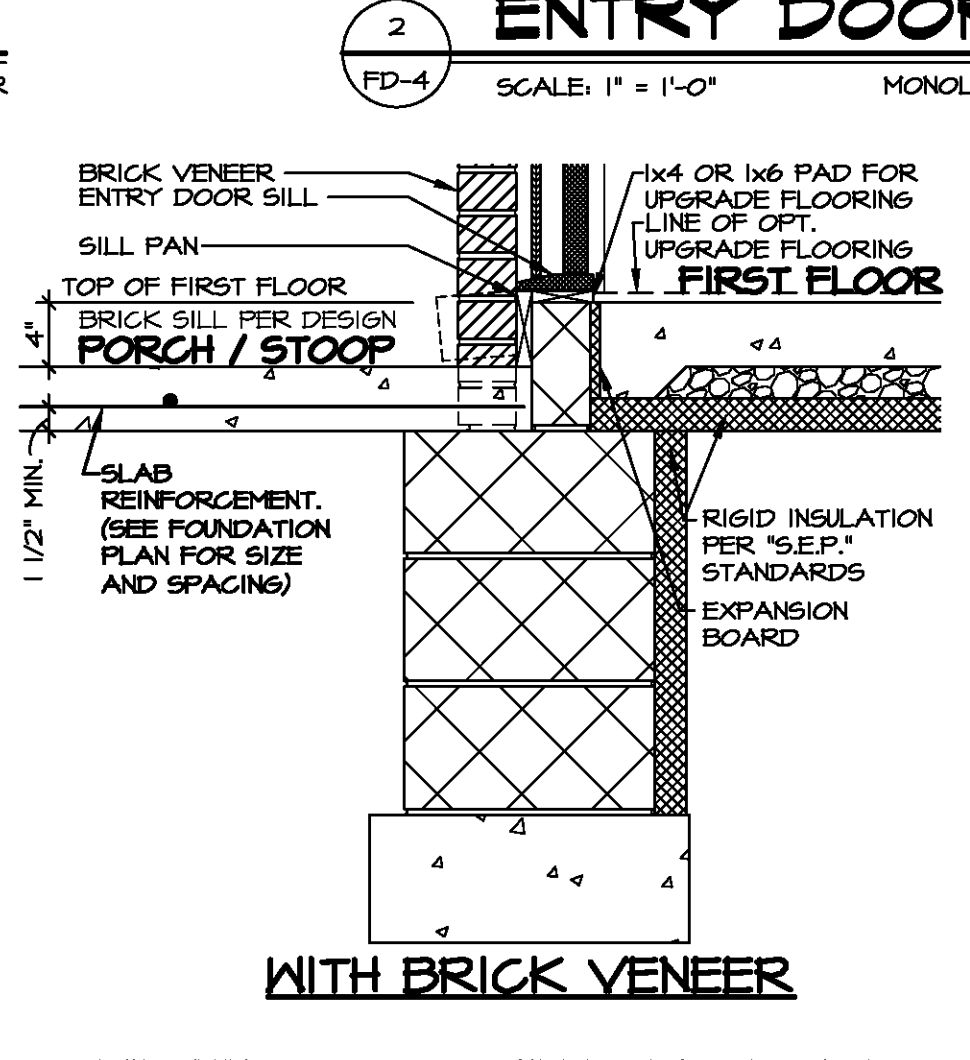 2
ENTRY DOOR
FD-4
SCALE: 1" = 1'-0"
MONOL
BRICK VENEER
ENTRY DOOR SILL
SILL PAN
TOP OF FIRST FLOOR
BRICK SILL PER DESIGN
PORCH / STOOP
4"
1 1/2" MIN.
SLAB
REINFORCEMENT.
(SEE FOUNDATION
PLAN FOR SIZE
AND SPACING)
1x4 OR 1x6 PAD FOR
UPGRADE FLOORING
LINE OF OPT.
UPGRADE FLOORING
FIRST FLOOR
RIGID INSULATION
PER "S.E.P."
STANDARDS
EXPANSION
BOARD
WITH BRICK VENEER